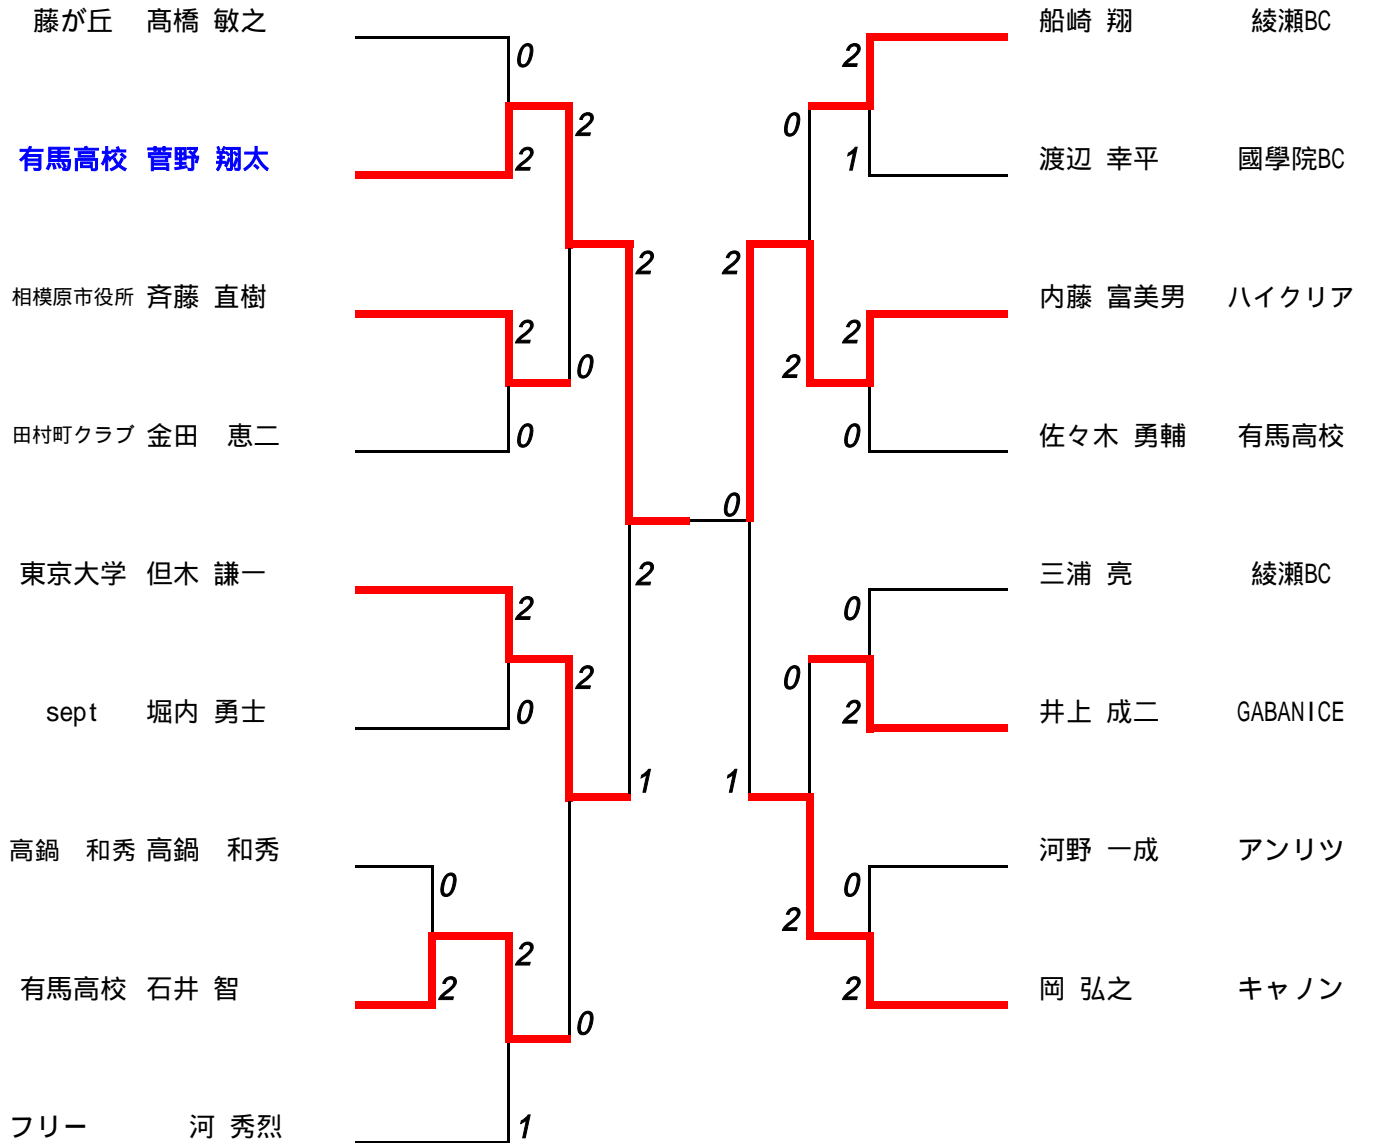 藤が丘 髙橋 敏之
0
有馬高校 菅野 翔太
2
2
相模原市役所 斉藤 直樹
2
0
田村町クラブ 金田 恵二
0
2
東京大学 但木 謙一
2
2
sept 堀内 勇士
0
2
1
高鍋 和秀 高鍋 和秀
0
有馬高校 石井 智
2
2
0
フリー 河 秀烈
1
船崎 翔 綾瀬BC
2
0
渡辺 幸平 國學院BC
1
2
内藤 富美男 ハイクリア
2
2
佐々木 勇輔 有馬高校
0
0
三浦 亮 綾瀬BC
0
0
井上 成二 GABANICE
2
1
河野 一成 アンリツ
0
2
岡 弘之 キャノン
2